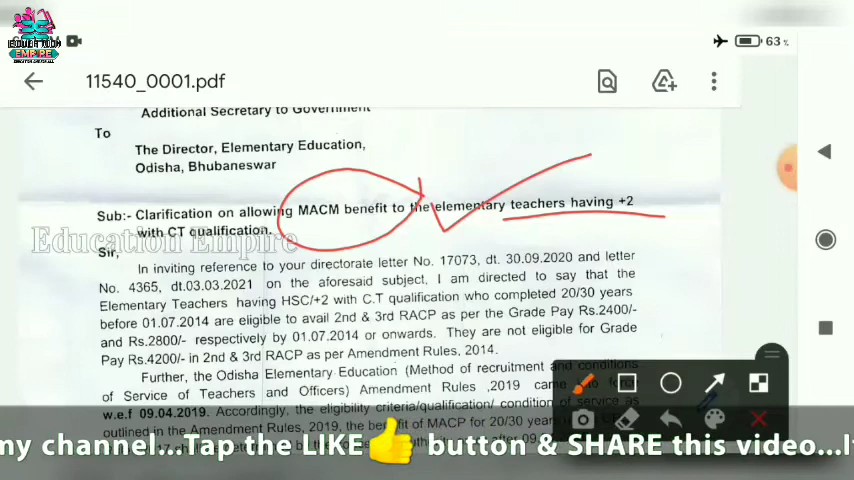 EDUCATION
EMPIRE
63%
11540_0001.pdf
Additional Secretary to Government
To
The Director, Elementary Education,
Odisha, Bhubaneswar
Sub:- Clarification on allowing MACM benefit to the elementary teachers having +2
with CT qualification.
Education Empire
Sir,
In inviting reference to your directorate letter No. 17073, dt. 30.09.2020 and letter
No. 4365, dt.03.03.2021 on the aforesaid subject, I am directed to say that the
Elementary Teachers having HSC/+2 with C.T qualification who completed 20/30 years
before 01.07.2014 are eligible to avail 2nd & 3rd RACP as per the Grade Pay Rs.2400/-
and Rs.2800/- respectively by 01.07.2014 or onwards. They are not eligible for Grade
Pay Rs.4200/- in 2nd & 3rd RACP as per Amendment Rules, 2014.
Further, the Odisha Elementary Education (Method of recruitment and conditions
of Service of Teachers and Officers) Amendment Rules ,2019 came into force
w.e.f 09.04.2019. Accordingly, the eligibility criteria/qualification/ condition of service as
outlined in the Amendment Rules, 2019, the benefit of MACP for 20/30 years
my channel...Tap the LIKE button & SHARE this video...I